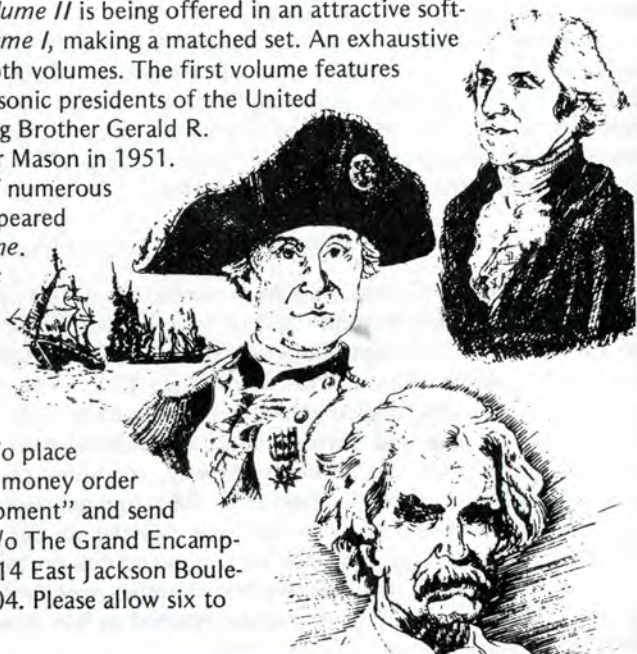 lume II is being offered in an attractive soft-
me I, making a matched set. An exhaustive
oth volumes. The first volume features
sonic presidents of the United
g Brother Gerald R.
r Mason in 1951.
numerous
peared
ne.
o place
money order
pment" and send
/o The Grand Encamp-
14 East Jackson Boule-
04. Please allow six to